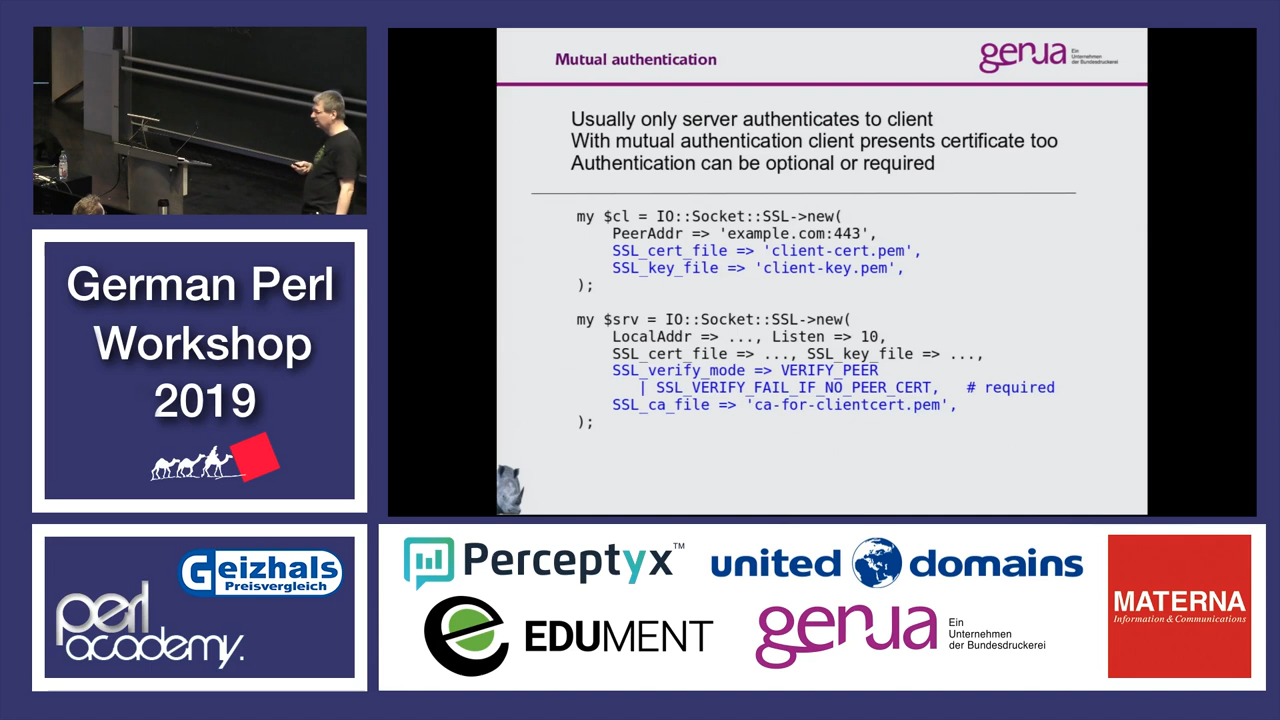 Mutual authentication
genua
Ein
Unternehmen
der Bundesdruckerei
Usually only server authenticates to client
With mutual authentication client presents certificate too
Authentication can be optional or required
my $cl = IO::Socket::SSL->new(
PeerAddr => 'example.com:443',
SSL_cert_file => 'client-cert.pem',
SSL_key_file => 'client-key.pem',
);
my $srv = IO::Socket::SSL->new(
LocalAddr => ..., Listen => 10,
SSL_cert_file => ..., SSL_key_file => ...,
SSL_verify_mode => VERIFY_PEER
| SSL_VERIFY_FAIL_IF_NO_PEER_CERT, # required
SSL_ca_file => 'ca-for-clientcert.pem',
);
German Perl
Workshop
2019
Geizhals
Preisvergleich
perl
academy.
Perceptyx™
united domains
EDUMENT
genua
Ein
Unternehmen
der Bundesdruckerei
MATERNA
Information & Communications